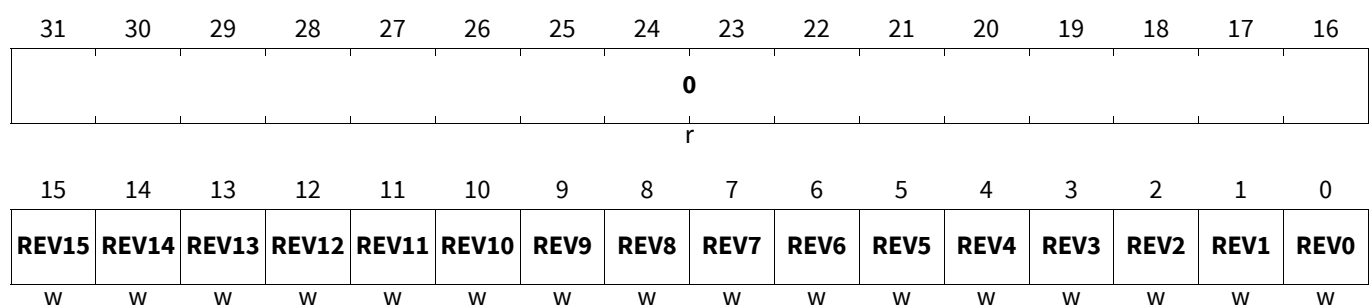 31 30 29 28 27 26 25 24 23 22 21 20 19 18 17 16
0
r
15 14 13 12 11 10 9 8 7 6 5 4 3 2 1 0
REV15 REV14 REV13 REV12 REV11 REV10 REV9 REV8 REV7 REV6 REV5 REV4 REV3 REV2 REV1 REV0
w w w w w w w w w w w w w w w w